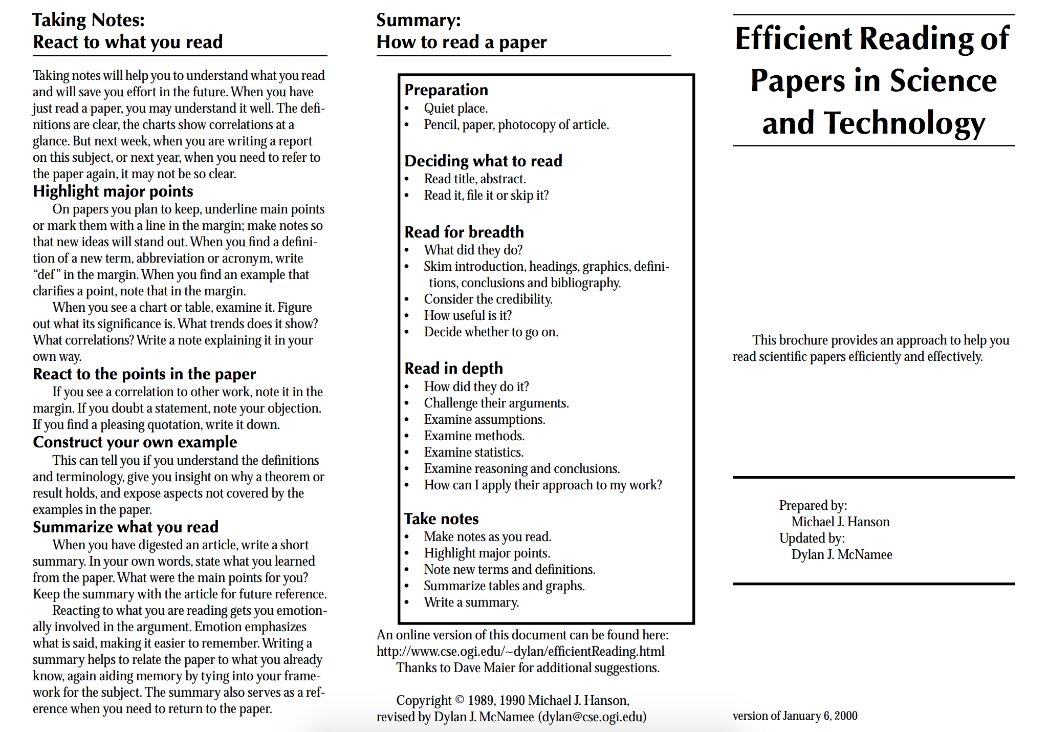 Taking Notes:
React to what you read
Taking notes will help you to understand what you read
and will save you effort in the future. When you have
just read a paper, you may understand it well. The defi-
nitions are clear, the charts show correlations at a
glance. But next week, when you are writing a report
on this subject, or next year, when you need to refer to
the paper again, it may not be so clear.
Highlight major points
On papers you plan to keep, underline main points
or mark them with a line in the margin; make notes so
that new ideas will stand out. When you find a defini-
tion of a new term, abbreviation or acronym, write
“def” in the margin. When you find an example that
clarifies a point, note that in the margin.
When you see a chart or table, examine it. Figure
out what its significance is. What trends does it show?
What correlations? Write a note explaining it in your
own way.
React to the points in the paper
If you see a correlation to other work, note it in the
margin. If you doubt a statement, note your objection.
If you find a pleasing quotation, write it down.
Construct your own example
This can tell you if you understand the definitions
and terminology, give you insight on why a theorem or
result holds, and expose aspects not covered by the
examples in the paper.
Summarize what you read
When you have digested an article, write a short
summary. In your own words, state what you learned
from the paper. What were the main points for you?
Keep the summary with the article for future reference.
Reacting to what you are reading gets you emotion-
ally involved in the argument. Emotion emphasizes
what is said, making it easier to remember. Writing a
summary helps to relate the paper to what you already
know, again aiding memory by tying into your frame-
work for the subject. The summary also serves as a ref-
erence when you need to return to the paper.
Summary:
How to read a paper
Preparation
• Quiet place.
• Pencil, paper, photocopy of article.
Deciding what to read
• Read title, abstract.
• Read it, file it or skip it?
Read for breadth
• What did they do?
• Skim introduction, headings, graphics, defini-
tions, conclusions and bibliography.
• Consider the credibility.
• How useful is it?
• Decide whether to go on.
Read in depth
• How did they do it?
• Challenge their arguments.
• Examine assumptions.
• Examine methods.
• Examine statistics.
• Examine reasoning and conclusions.
• How can I apply their approach to my work?
Take notes
• Make notes as you read.
• Highlight major points.
• Note new terms and definitions.
• Summarize tables and graphs.
• Write a summary.
An online version of this document can be found here:
http://www.cse.ogi.edu/~dylan/efficientReading.html
Thanks to Dave Maier for additional suggestions.
Copyright © 1989, 1990 Michael J. Hanson,
revised by Dylan J. McNamee (dylan@cse.ogi.edu)
Efficient Reading of
Papers in Science
and Technology
This brochure provides an approach to help you
read scientific papers efficiently and effectively.
Prepared by:
Michael J. Hanson
Updated by:
Dylan J. McNamee
version of January 6, 2000